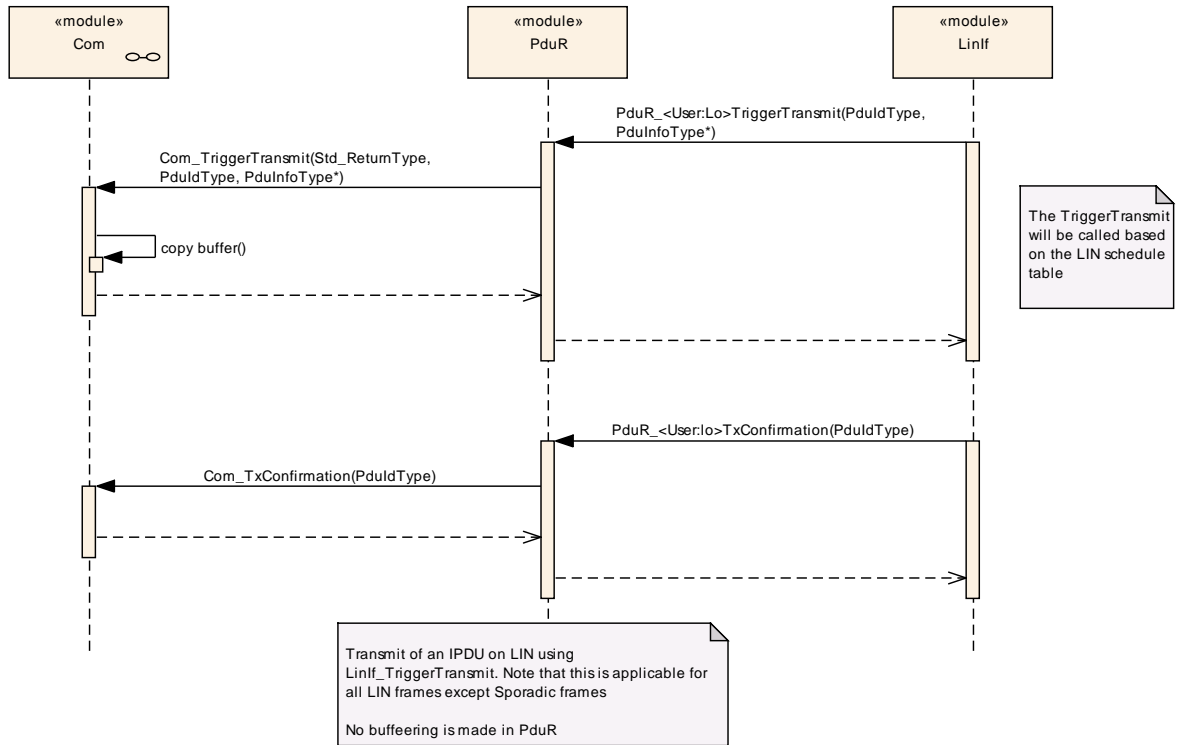 «module»
Com
«module»
PduR
«module»
LinIf
PduR_<User:Lo>TriggerTransmit(PduIdType,
PduInfoType*)
Com_TriggerTransmit(Std_ReturnType,
PduIdType, PduInfoType*)
The TriggerTransmit
will be called based
on the LIN schedule
table
copy buffer()
PduR_<User:lo>TxConfirmation(PduIdType)
Com_TxConfirmation(PduIdType)
Transmit of an IPDU on LIN using
LinIf_TriggerTransmit. Note that this is applicable for
all LIN frames except Sporadic frames
No buffeering is made in PduR